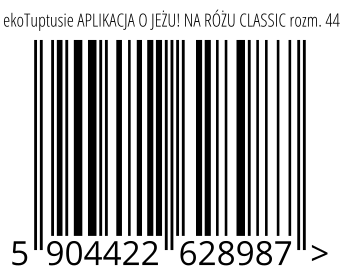 ekoTuptusie APLIKACJA O JEŻU! NA RÓŻU CLASSIC rozm. 44
5 904422 628987 >